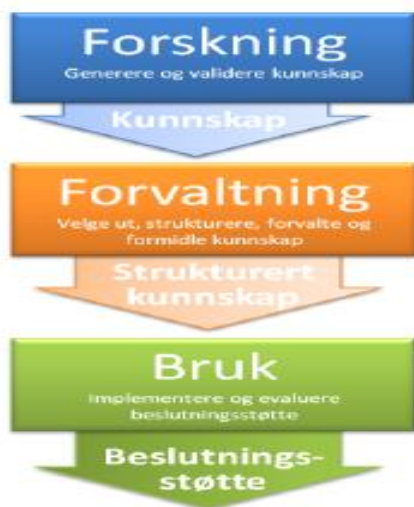 Forskning
Generere og validere kunnskap
Kunnskap
Forvaltning
Velge ut, strukturere, forvalte og
formidle kunnskap
Strukturert
kunnskap
Bruk
Implementere og evaluere
beslutningsstøtte
Beslutnings-
støtte